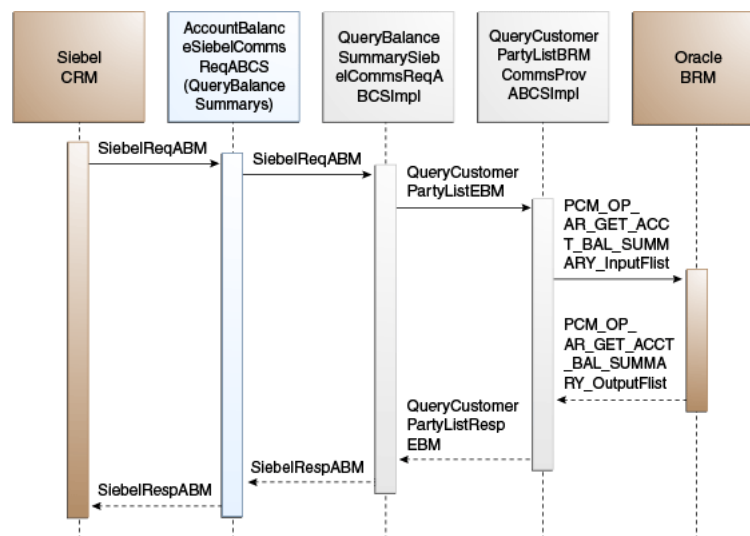 Siebel
CRM
AccountBalanc
eSiebelComms
ReqABCS
(QueryBalance
Summarys)
QueryBalance
SummarySieb
elCommsReqA
BCSImpl
QueryCustomer
PartyListBRM
CommsProv
ABCSImpl
Oracle
BRM
SiebelReqABM
SiebelReqABM
QueryCustomer
PartyListEBM
PCM_OP_
AR_GET_ACC
T_BAL_SUMM
ARY_InputFlist
PCM_OP_
AR_GET_ACCT
_BAL_SUMMA
RY_OutputFlist
QueryCustomer
PartyListResp
EBM
SiebelRespABM
SiebelRespABM